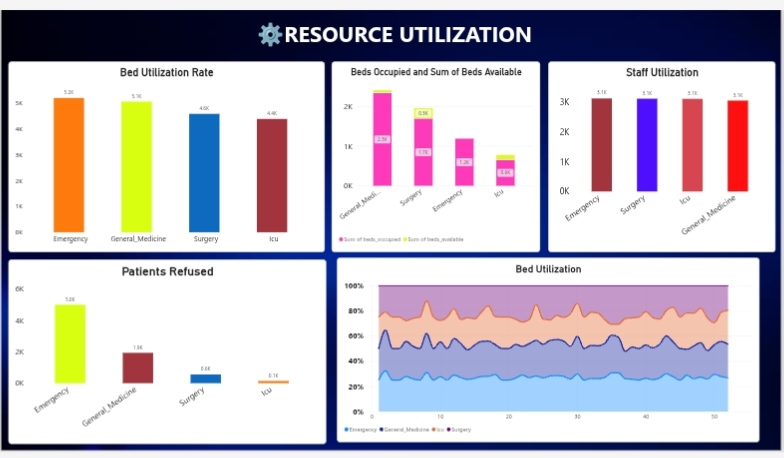 RESOURCE UTILIZATION
Bed Utilization Rate
5K
4K
3K
2K
1K
0K
5.2K
5.1K
4.6K
4.4K
Emergency
General_Medicine
Surgery
Icu
Beds Occupied and Sum of Beds Available
2K
1K
0K
0.3K
1.2K
General_Medi...
Surgery
Emergency
Icu
Sum of beds_occupied Sum of beds_available
Staff Utilization
3K
2K
1K
0K
3.1K
3.1K
3.1K
3.1K
Emergency
Surgery
Icu
General_Medicine
Patients Refused
6K
4K
2K
0K
5.0K
1.9K
0.6K
0.1K
Emergency
General_Medicine
Surgery
Icu
Bed Utilization
100%
80%
60%
40%
20%
0%
0 10 20 30 40 50
Emergency General_Medicine Icu Surgery